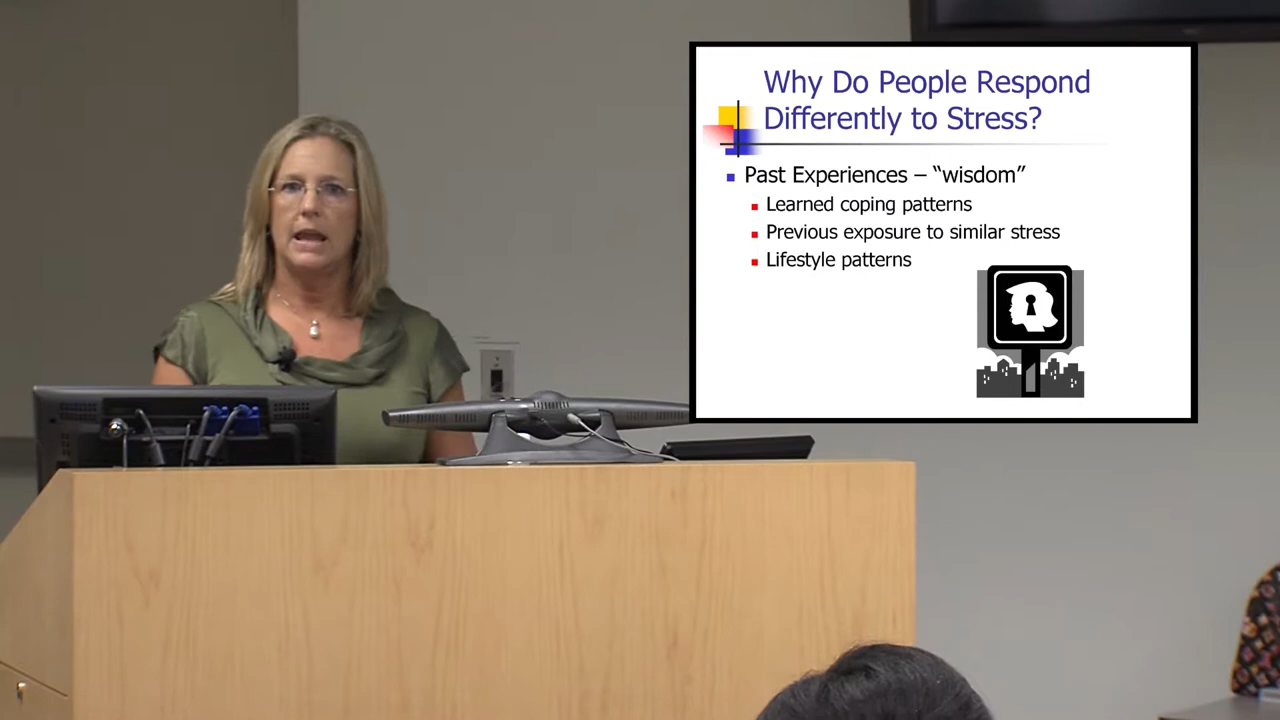 Why Do People Respond
Differently to Stress?
Past Experiences – “wisdom”
Learned coping patterns
Previous exposure to similar stress
Lifestyle patterns